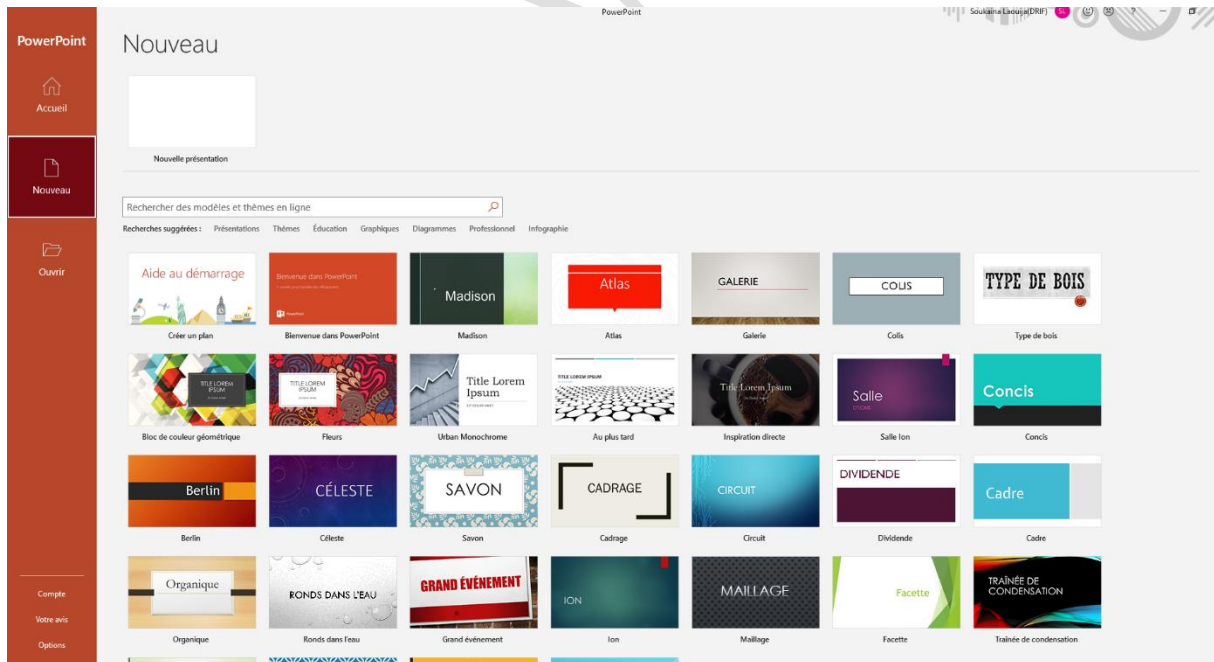 PowerPoint
Soukaina Laouija(DRIF) SL ?
PowerPoint
Nouveau
Accueil
Nouveau
Ouvrir
Compte
Votre avis
Options
Nouvelle présentation
Rechercher des modèles et thèmes en ligne
Recherches suggérées : Présentations Thèmes Éducation Graphiques Diagrammes Professionnel Infographie
Aide au démarrage
Bienvenue dans PowerPoint
PowerPoint
Madison
Atlas
GALERIE
COLIS
TYPE DE BOIS
Créer un plan Bienvenue dans PowerPoint Madison Atlas Galerie Colis Type de bois
TITLE LOREM
IPSUM
TITLE LOREM
IPSUM
Title Lorem
Ipsum
TITLE LOREM IPSUM
Title Lorem Ipsum
Salle
Concis
Bloc de couleur géométrique Fleurs Urban Monochrome Au plus tard Inspiration directe Salle Ion Concis
Berlin
CÉLESTE
SAVON
CADRAGE
CIRCUIT
DIVIDENDE
Cadre
Berlin Céleste Savon Cadrage Circuit Dividende Cadre
Organique
RONDS DANS L'EAU
GRAND ÉVÉNEMENT
ION
MAILLAGE
Facette
TRAÎNÉE DE
CONDENSATION
Organique Ronds dans l'eau Grand événement Ion Maillage Facette Traînée de condensation